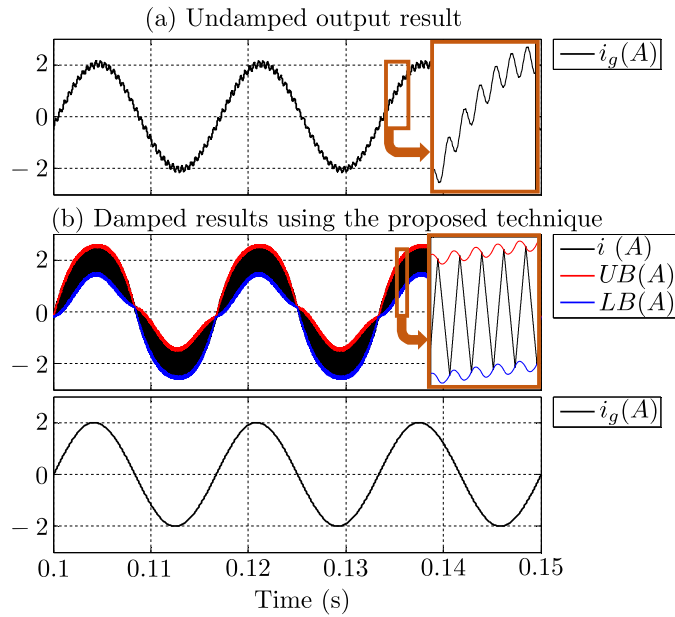 (a) Undamped output result
2
0
− 2
i_g(A)
(b) Damped results using the proposed technique
2
0
− 2
i (A)
UB(A)
LB(A)
2
0
− 2
i_g(A)
0.1 0.11 0.12 0.13 0.14 0.15
Time (s)